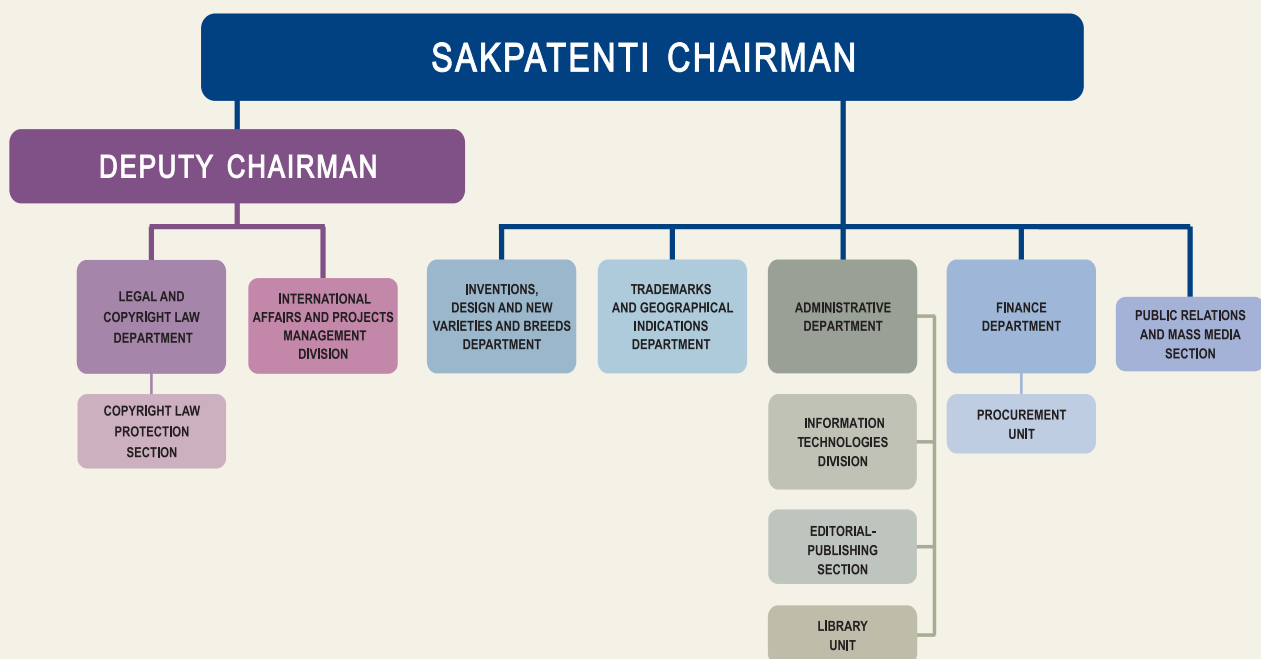 SAKPATENTI CHAIRMAN
DEPUTY CHAIRMAN
LEGAL AND
COPYRIGHT LAW
DEPARTMENT
INTERNATIONAL
AFFAIRS AND PROJECTS
MANAGEMENT
DIVISION
INVENTIONS,
DESIGN AND NEW
VARIETIES AND BREEDS
DEPARTMENT
TRADEMARKS
AND GEOGRAPHICAL
INDICATIONS
DEPARTMENT
ADMINISTRATIVE
DEPARTMENT
FINANCE
DEPARTMENT
PUBLIC RELATIONS
AND MASS MEDIA
SECTION
COPYRIGHT LAW
PROTECTION
SECTION
INFORMATION
TECHNOLOGIES
DIVISION
PROCUREMENT
UNIT
EDITORIAL-
PUBLISHING
SECTION
LIBRARY
UNIT